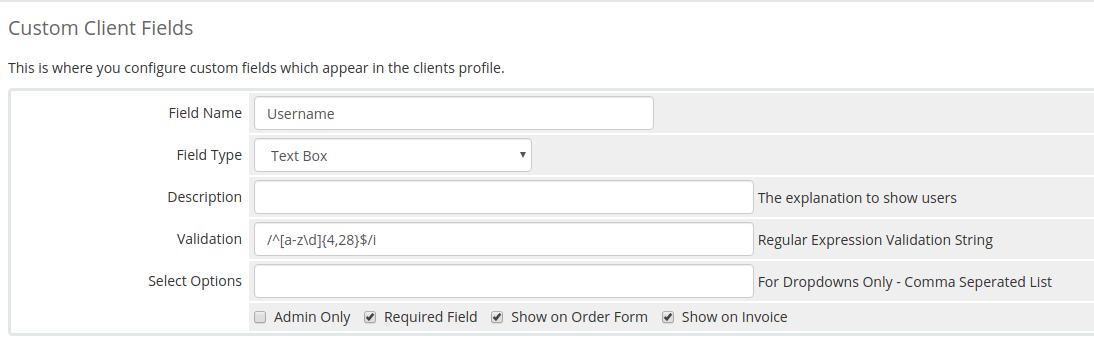 Custom Client Fields
This is where you configure custom fields which appear in the clients profile.
Field Name Username
Field Type Text Box
Description The explanation to show users
Validation /^[a-z\d]{4,28}$/i Regular Expression Validation String
Select Options For Dropdowns Only - Comma Seperated List
Admin Only Required Field Show on Order Form Show on Invoice